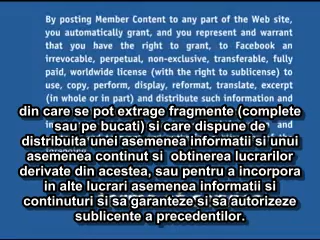 By posting Member Content to any part of the Web site,
you automatically grant, and you represent and warrant
that you have the right to grant, to Facebook an
irrevocable, perpetual, non-exclusive, transferable, fully
paid, worldwide license (with the right to sublicense) to
use, copy, perform, display, reformat, translate, excerpt
(in whole or in part) and distribute such information and
din care se pot extrage fragmente (complete
sau pe bucati) si care dispune de
distribuita unei asemenea informatii si unui
asemenea continut si obtinerea lucrarilor
derivate din acestea, sau pentru a incorpora
in alte lucrari asemenea informatii si
continuturi si sa garanteze si sa autorizeze
sublicente a precedentilor.